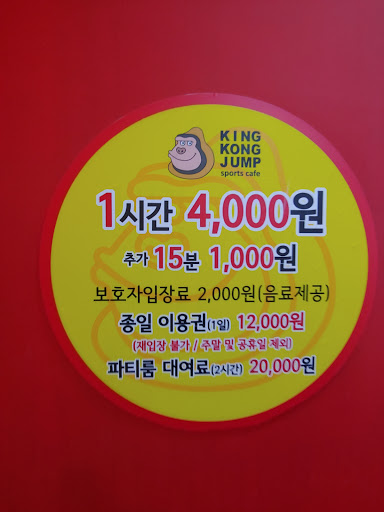 KING
KONG
JUMP
sports cafe
1시간 4,000원
추가 15분 1,000원
보호자입장료 2,000원(음료제공)
종일 이용권(1일) 12,000원
(재입장 불가 / 주말 및 공휴일 제외)
파티룸 대여료(2시간) 20,000원